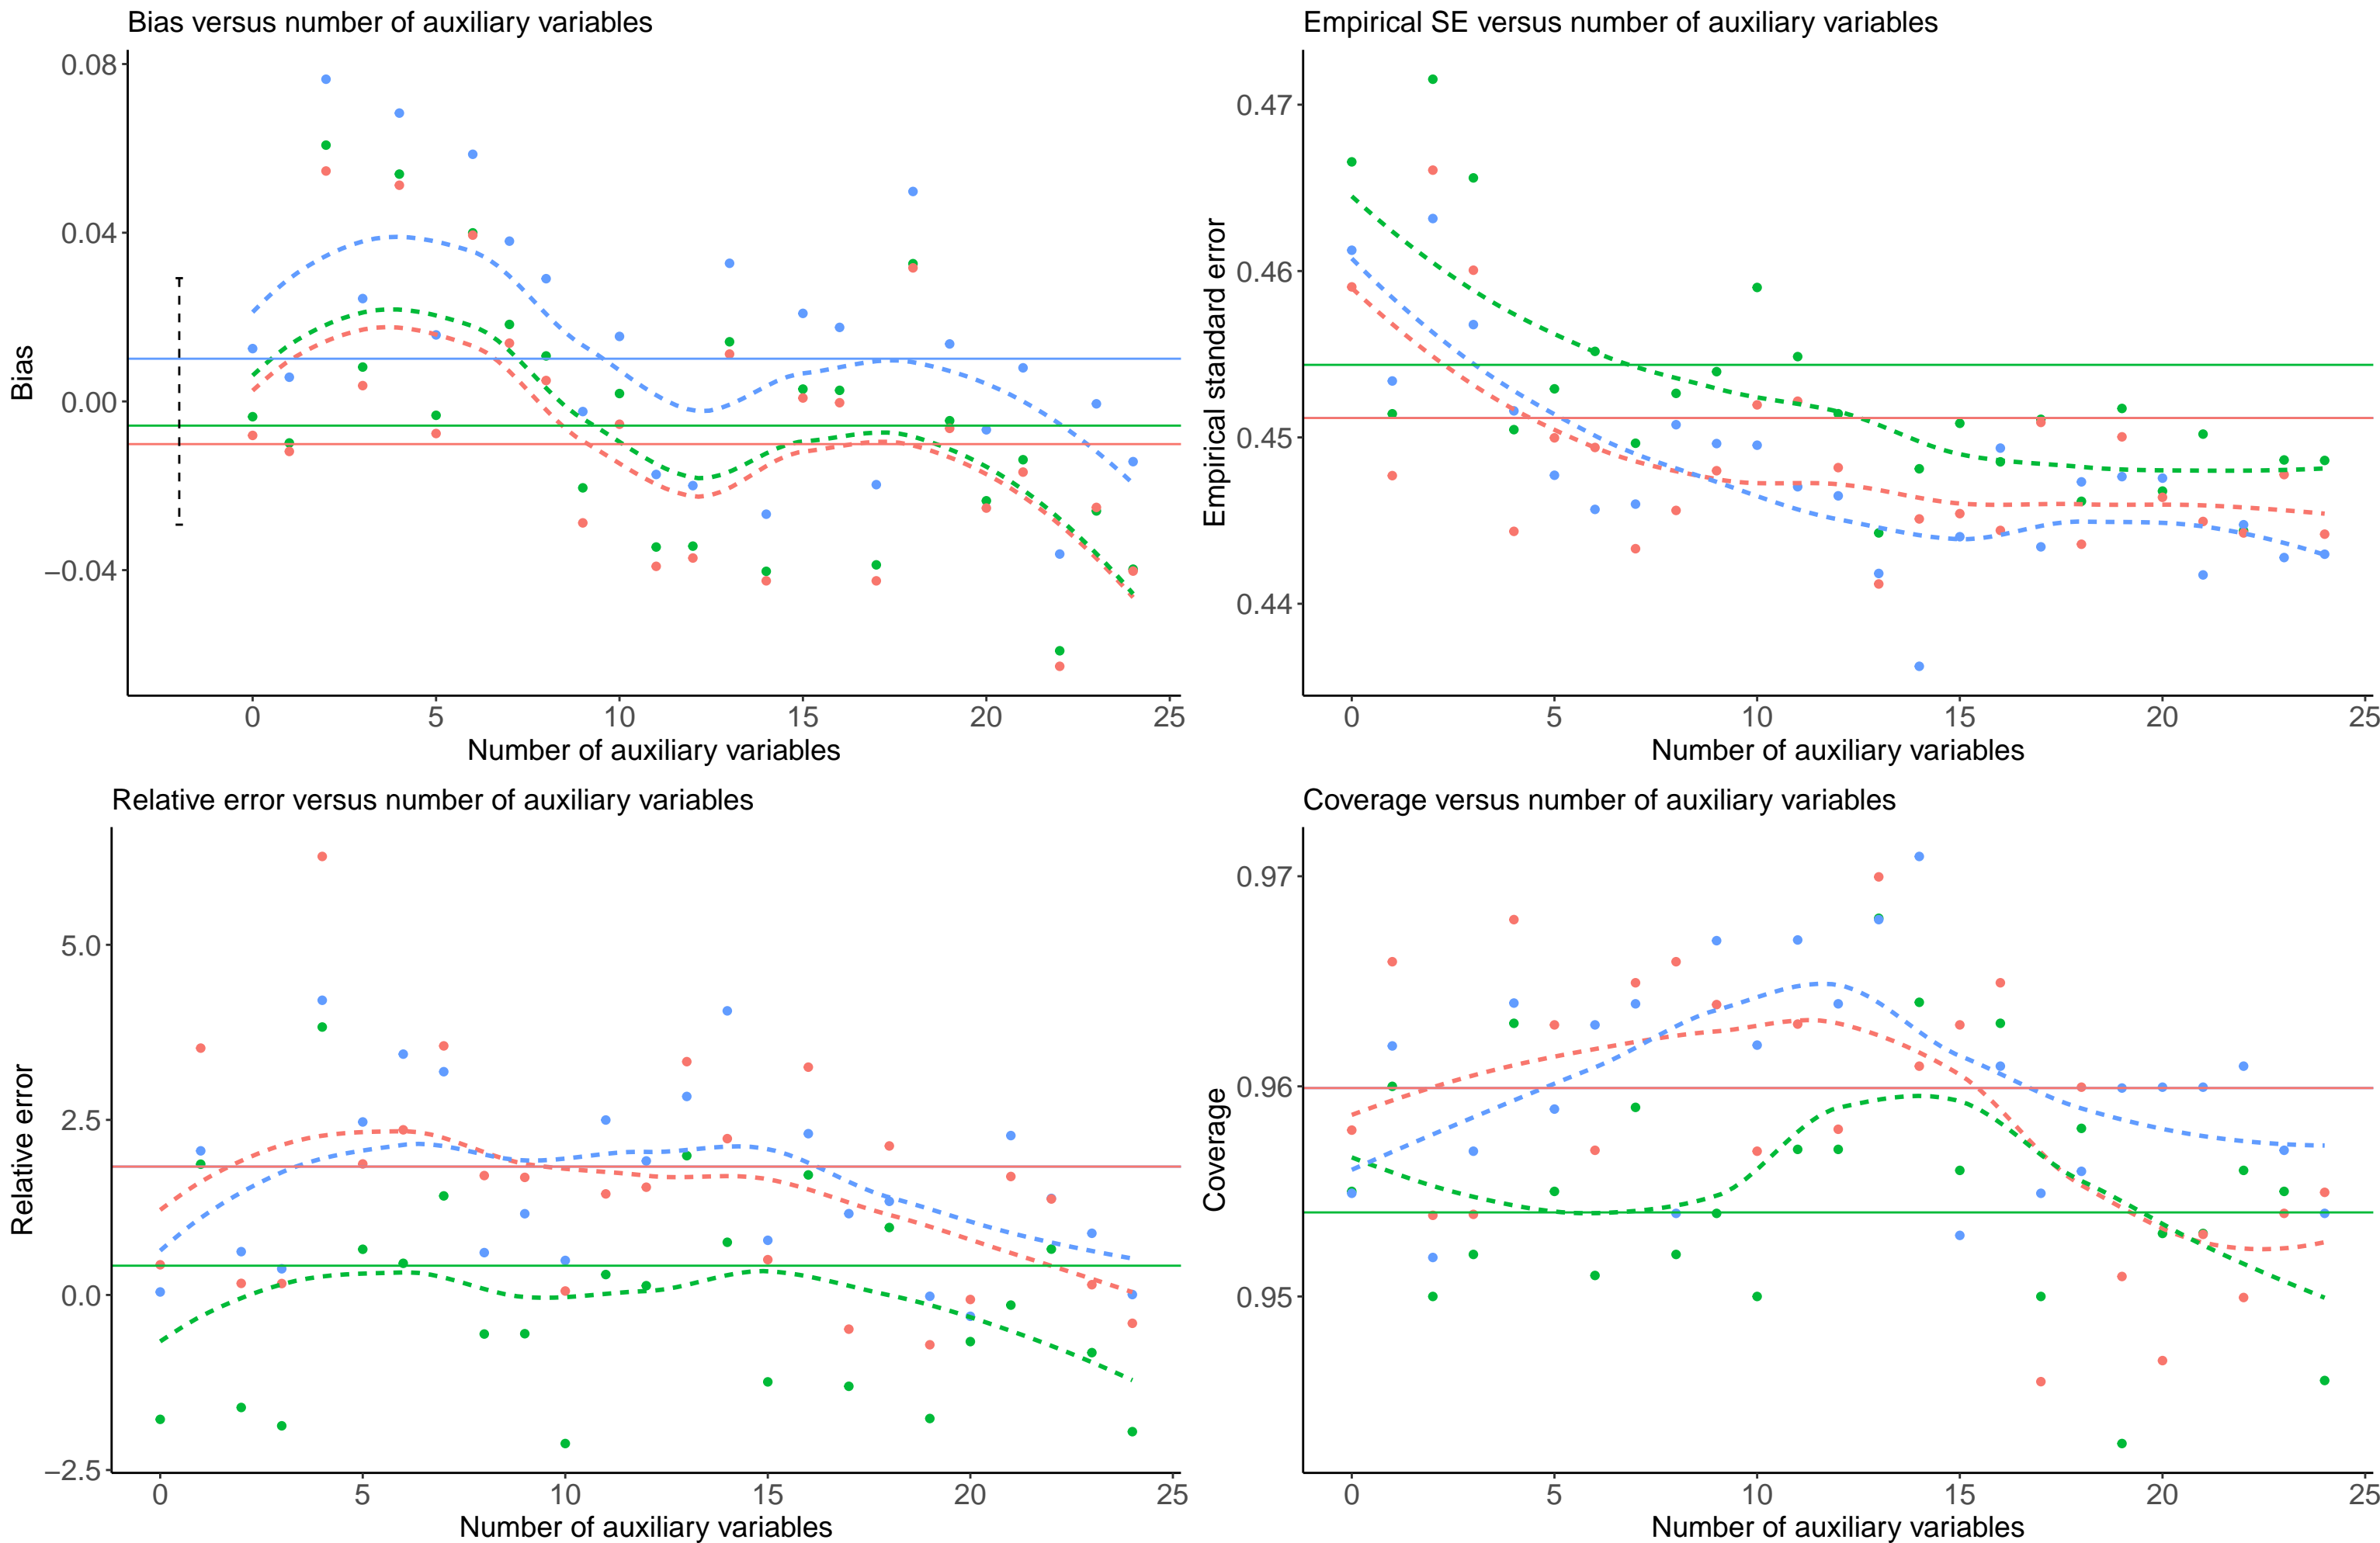 Bias versus number of auxiliary variables
0.08
0.04
0.00
−0.04
Bias
0 5 10 15 20 25
Number of auxiliary variables
Empirical SE versus number of auxiliary variables
0.47
0.46
0.45
0.44
Empirical standard error
0 5 10 15 20 25
Number of auxiliary variables
Relative error versus number of auxiliary variables
5.0
2.5
0.0
−2.5
Relative error
0 5 10 15 20 25
Number of auxiliary variables
Coverage versus number of auxiliary variables
0.97
0.96
0.95
Coverage
0 5 10 15 20 25
Number of auxiliary variables